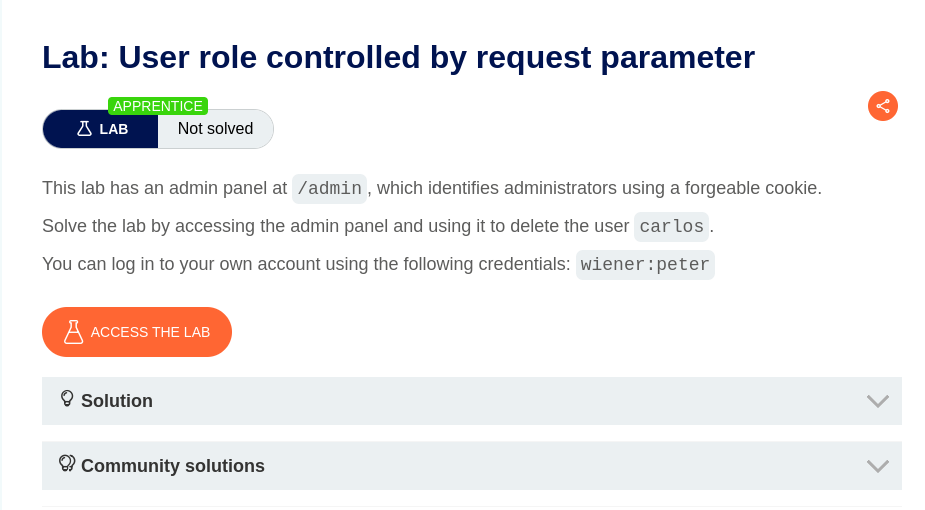 Lab: User role controlled by request parameter
APPRENTICE
LAB Not solved
This lab has an admin panel at /admin, which identifies administrators using a forgeable cookie.
Solve the lab by accessing the admin panel and using it to delete the user carlos.
You can log in to your own account using the following credentials: wiener:peter
ACCESS THE LAB
Solution
Community solutions